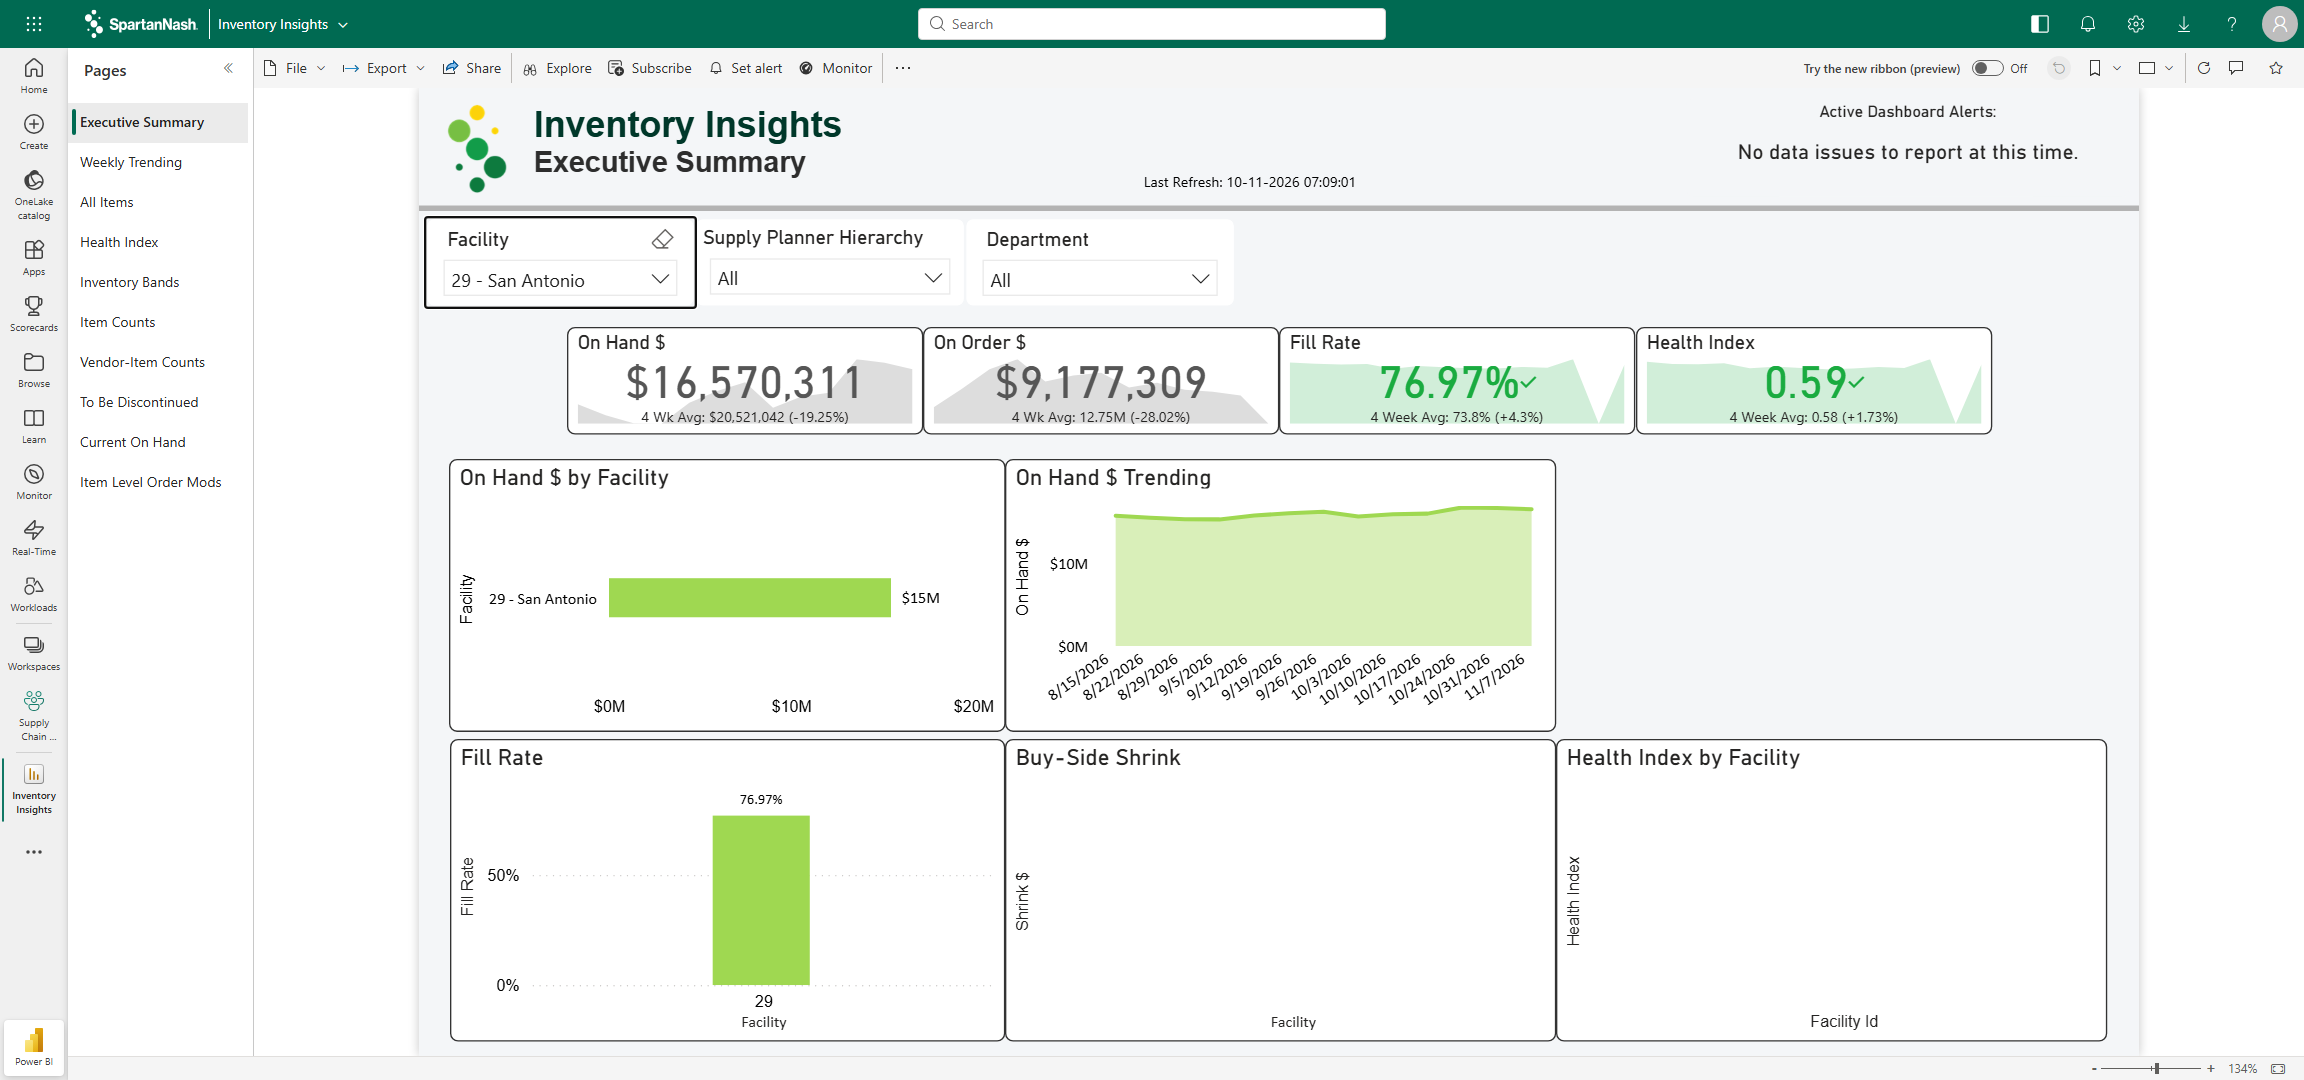 SpartanNash
Inventory Insights
Search
Home
Create
OneLake catalog
Apps
Scorecards
Browse
Learn
Monitor
Real-Time
Workloads
Workspaces
Supply Chain ...
Inventory Insights
Power BI
Pages
Executive Summary
Weekly Trending
All Items
Health Index
Inventory Bands
Item Counts
Vendor-Item Counts
To Be Discontinued
Current On Hand
Item Level Order Mods
File
Export
Share
Explore
Subscribe
Set alert
Monitor
Try the new ribbon (preview)
Off
Inventory Insights
Executive Summary
Last Refresh: 10-11-2026 07:09:01
Active Dashboard Alerts:
No data issues to report at this time.
Facility
29 - San Antonio
Supply Planner Hierarchy
All
Department
All
On Hand $
$16,570,311
4 Wk Avg: $20,521,042 (-19.25%)
On Order $
$9,177,309
4 Wk Avg: 12.75M (-28.02%)
Fill Rate
76.97%
4 Week Avg: 73.8% (+4.3%)
Health Index
0.59
4 Week Avg: 0.58 (+1.73%)
On Hand $ by Facility
Facility
29 - San Antonio
$15M
$0M
$10M
$20M
On Hand $ Trending
On Hand $
$10M
$0M
8/15/2026
8/22/2026
8/29/2026
9/5/2026
9/12/2026
9/19/2026
9/26/2026
10/3/2026
10/10/2026
10/17/2026
10/24/2026
10/31/2026
11/7/2026
Fill Rate
Fill Rate
76.97%
50%
0%
29
Facility
Buy-Side Shrink
Shrink $
Facility
Health Index by Facility
Health Index
Facility Id
- + 134%